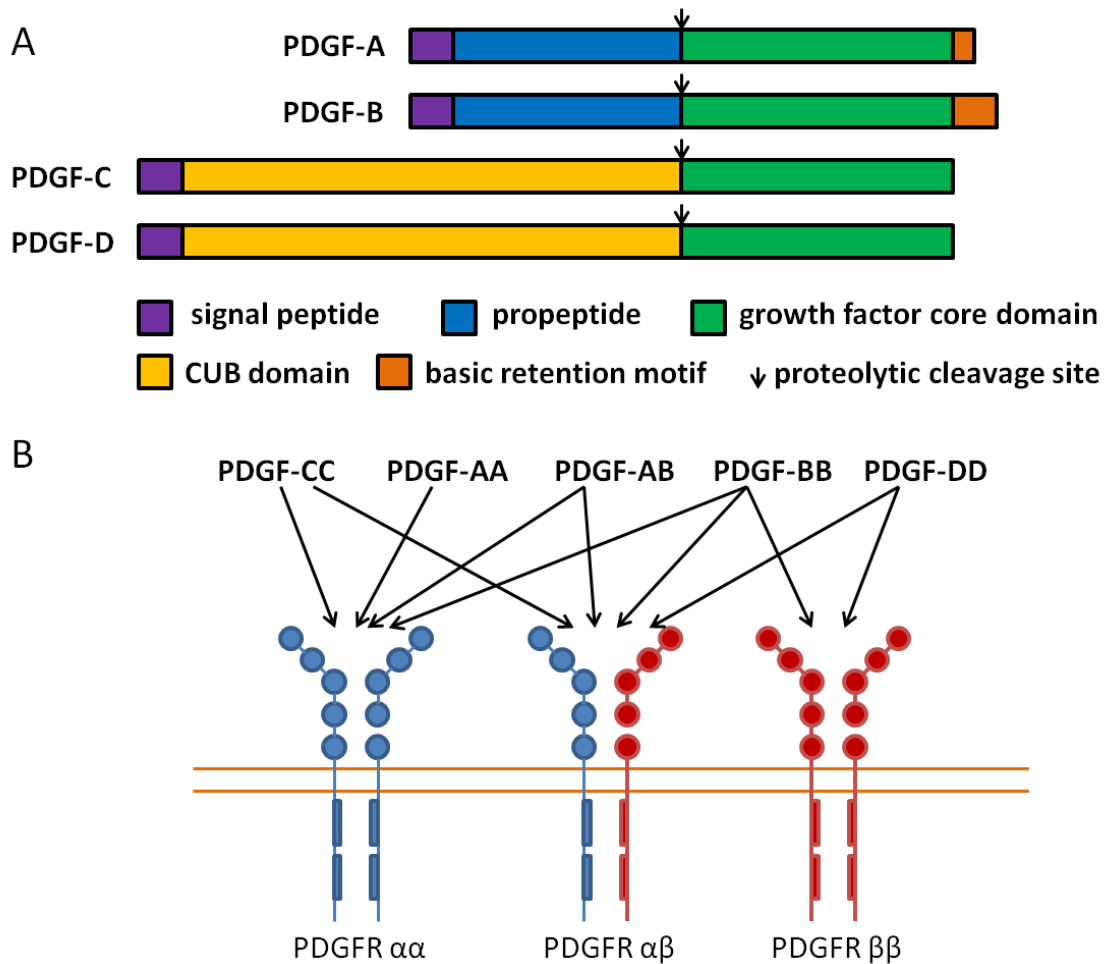 A
PDGF-A
PDGF-B
PDGF-C
PDGF-D
signal peptide propeptide growth factor core domain
CUB domain basic retention motif proteolytic cleavage site
B
PDGF-CC PDGF-AA PDGF-AB PDGF-BB PDGF-DD
PDGFR αα PDGFR αβ PDGFR ββ